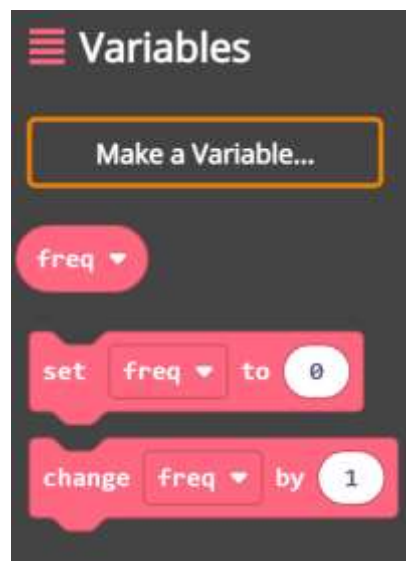 Variables
Make a Variable...
freq
set freq to 0
change freq by 1